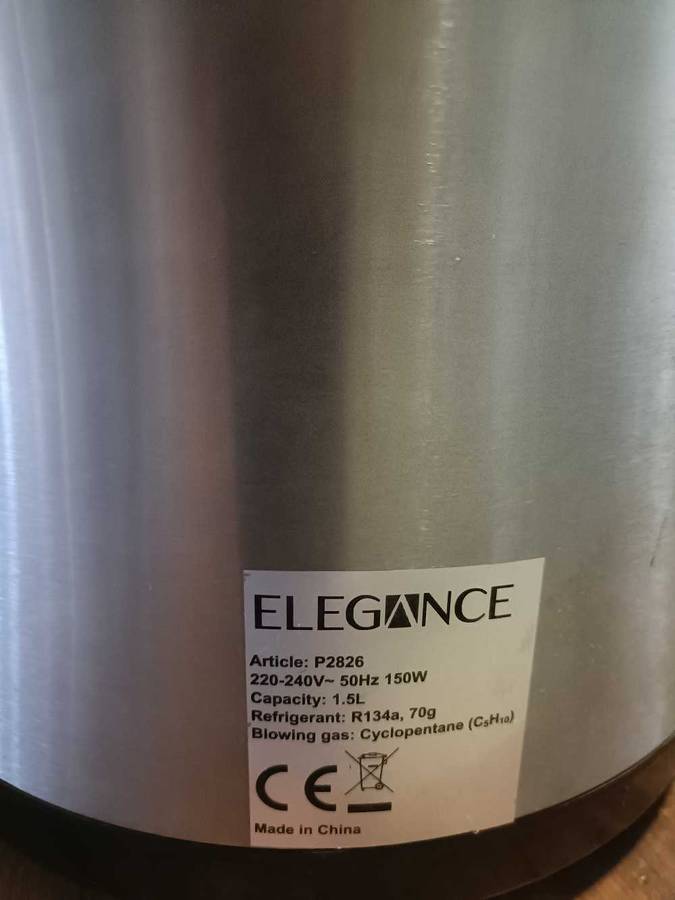 ELEGANCE
Article: P2826
220-240V~ 50Hz 150W
Capacity: 1.5L
Refrigerant: R134a, 70g
Blowing gas: Cyclopentane (C₅H₁₀)
CE
Made in China